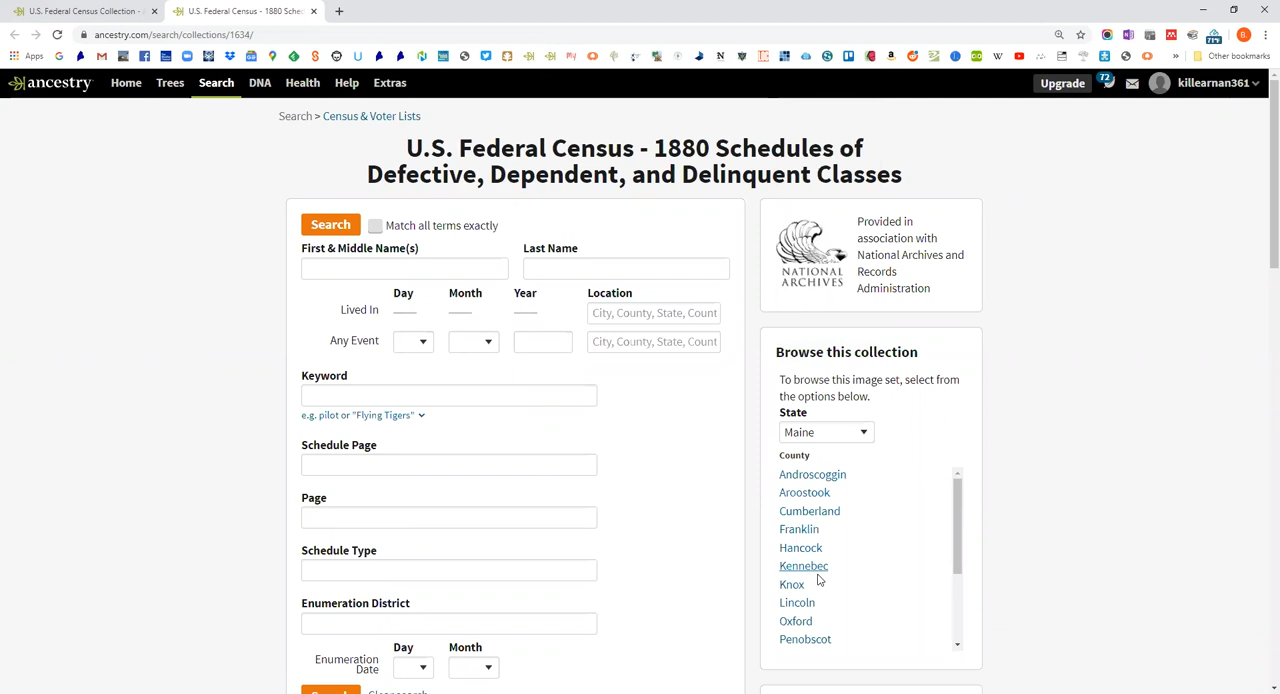 U.S. Federal Census Collection - A
U.S. Federal Census - 1880 Sched
ancestry.com/search/collections/1634/
Apps
Other bookmarks
ancestry
Home
Trees
Search
DNA
Health
Help
Extras
Upgrade
72
killearnan361
Search > Census & Voter Lists
U.S. Federal Census - 1880 Schedules of
Defective, Dependent, and Delinquent Classes
Search
Match all terms exactly
First & Middle Name(s)
Last Name
Day
Month
Year
Location
Lived In
City, County, State, Count
Any Event
City, County, State, Count
Keyword
e.g. pilot or "Flying Tigers"
Schedule Page
Page
Schedule Type
Enumeration District
Day
Month
Enumeration
Date
Search
Clear search
NATIONAL
ARCHIVES
Provided in
association with
National Archives and
Records
Administration
Browse this collection
To browse this image set, select from
the options below.
State
Maine
County
Androscoggin
Aroostook
Cumberland
Franklin
Hancock
Kennebec
Knox
Lincoln
Oxford
Penobscot